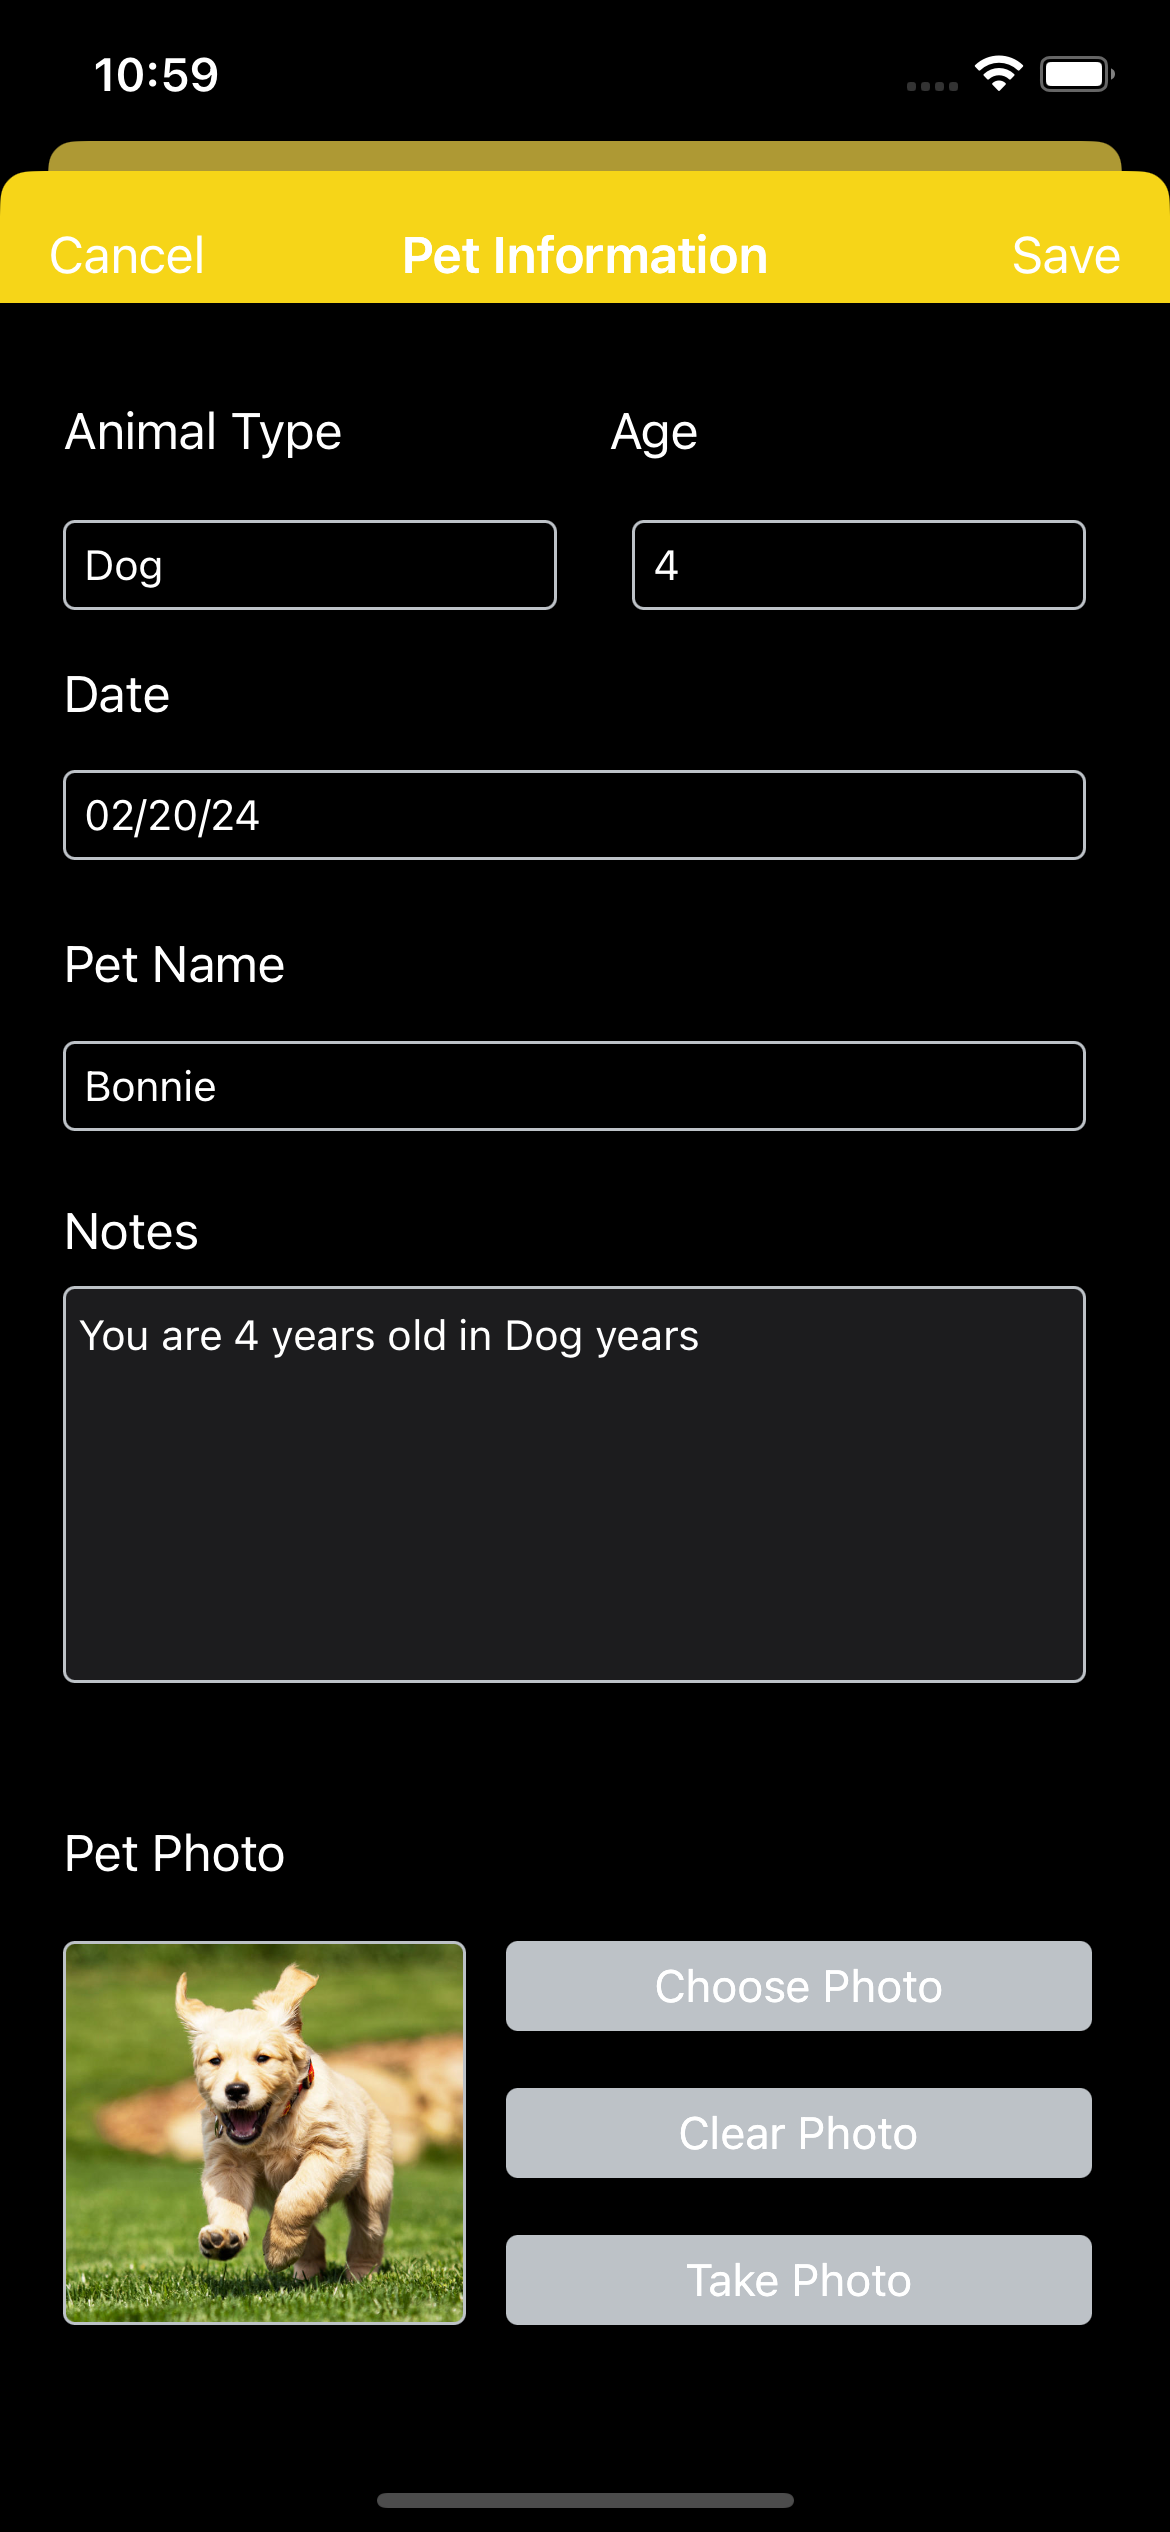 10:59
Cancel Pet Information Save
Animal Type Age
Dog 4
Date
02/20/24
Pet Name
Bonnie
Notes
You are 4 years old in Dog years
Pet Photo
Choose Photo
Clear Photo
Take Photo